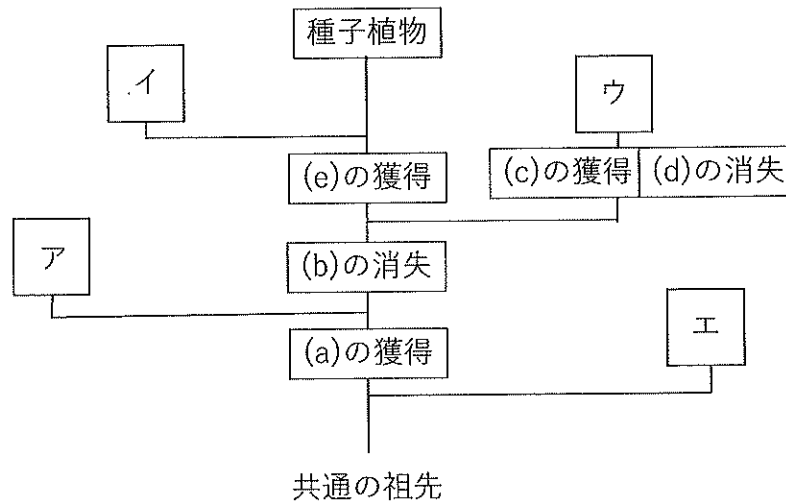 種子植物
イ
ウ
(e)の獲得
(c)の獲得
(d)の消失
ア
(b)の消失
エ
(a)の獲得
共通の祖先